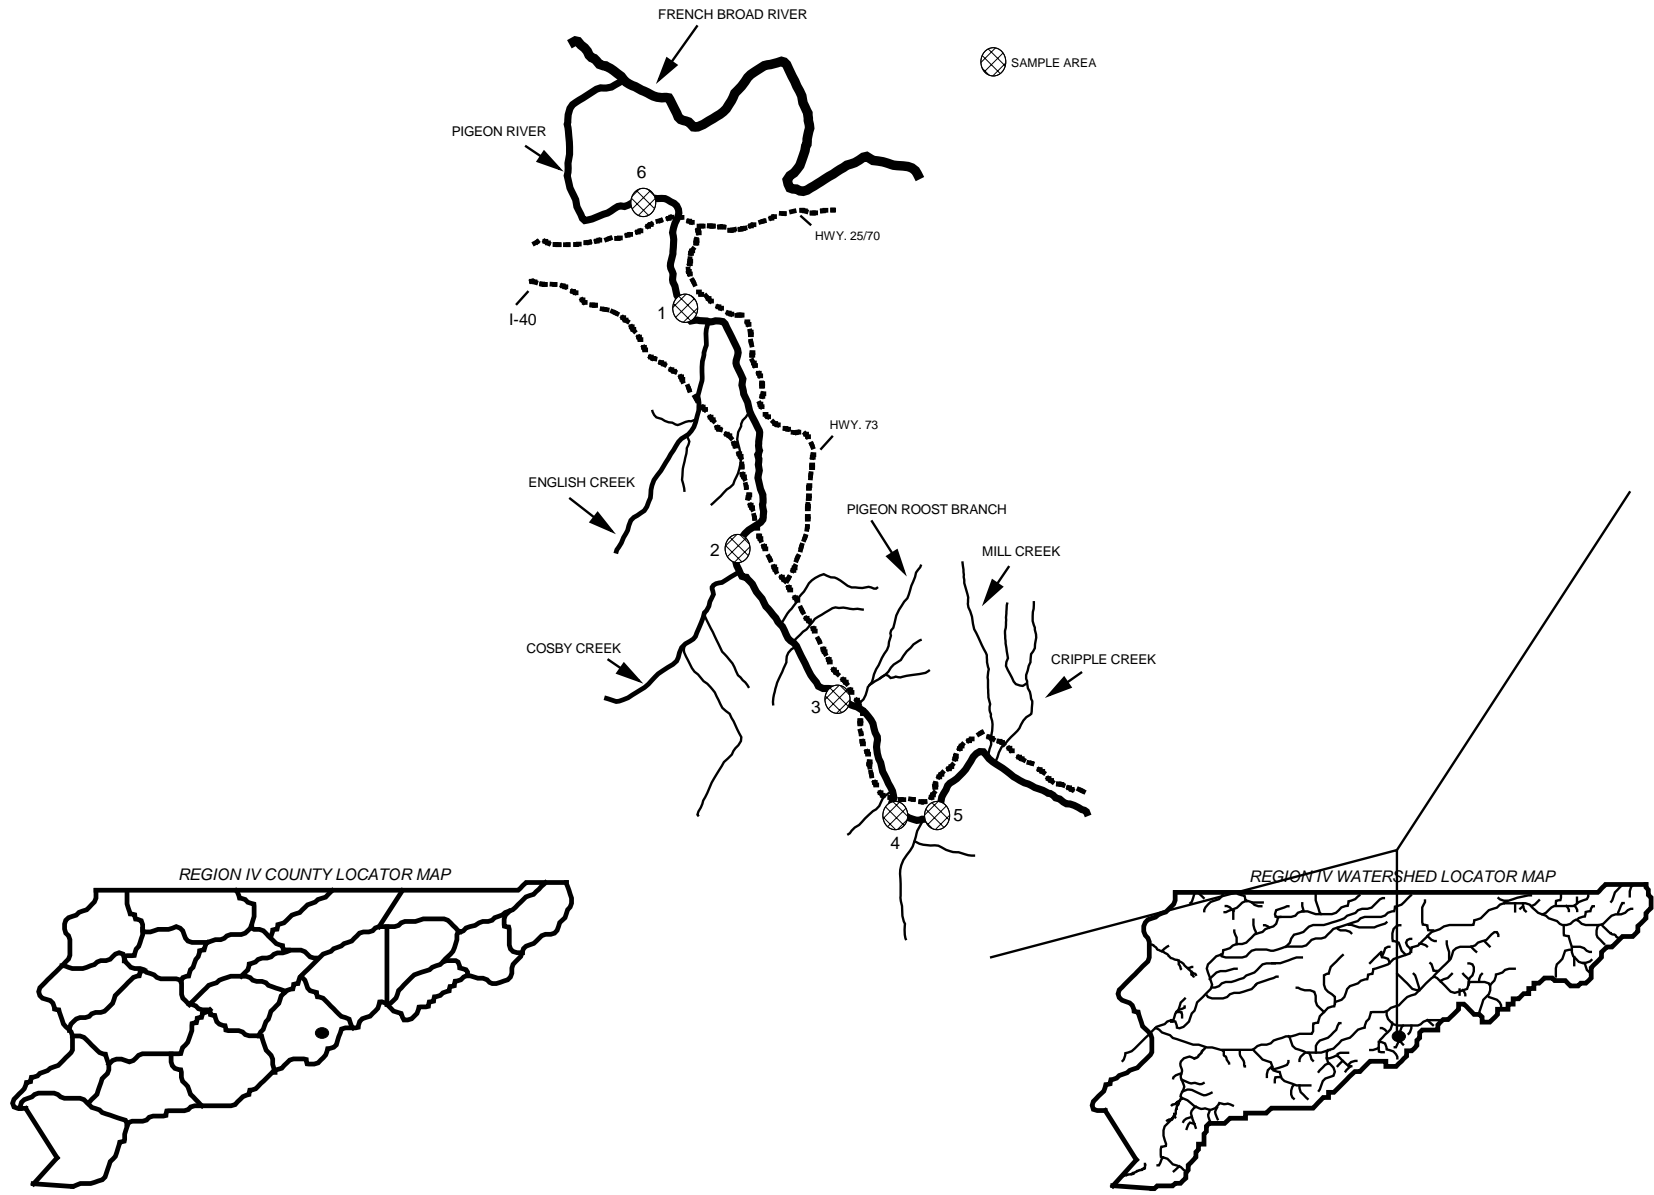 FRENCH BROAD RIVER
SAMPLE AREA
PIGEON RIVER
6
HWY. 25/70
1
I-40
HWY. 73
ENGLISH CREEK
PIGEON ROOST BRANCH
2
MILL CREEK
COSBY CREEK
CRIPPLE CREEK
3
5
4
REGION IV COUNTY LOCATOR MAP
REGION IV WATERSHED LOCATOR MAP